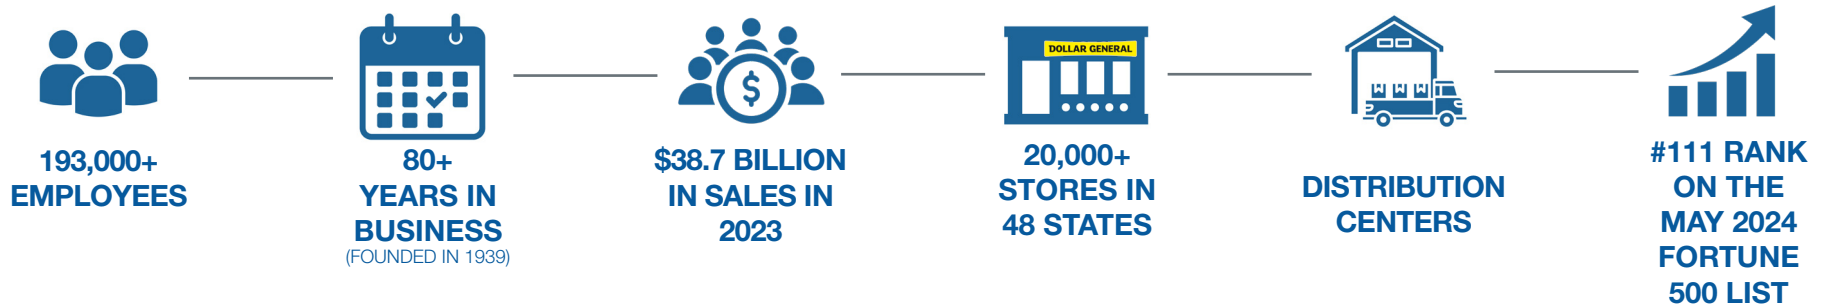 193,000+
EMPLOYEES
80+
YEARS IN
BUSINESS
(FOUNDED IN 1939)
$38.7 BILLION
IN SALES IN
2023
DOLLAR GENERAL
20,000+
STORES IN
48 STATES
DISTRIBUTION
CENTERS
#111 RANK
ON THE
MAY 2024
FORTUNE
500 LIST